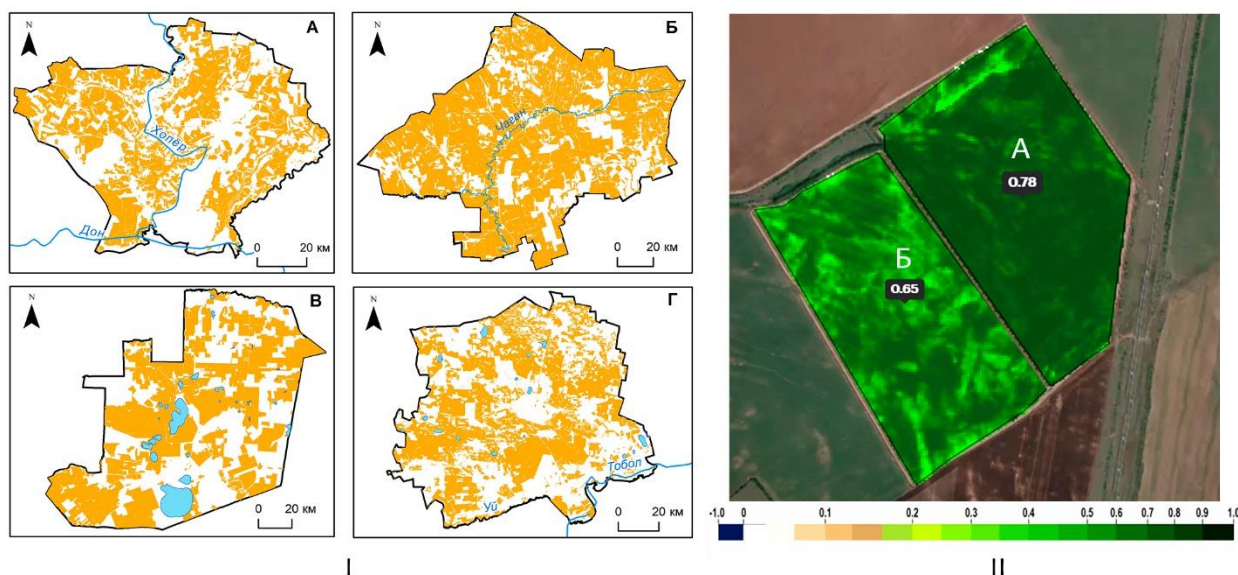 N
А
Хопёр
Дон
0 20 км
N
Б
Чаган
0 20 км
N
В
0 20 км
N
Г
Тобол
Уй
0 20 км
I
А
0.78
Б
0.65
-1.0 0 0.1 0.2 0.3 0.4 0.5 0.6 0.7 0.8 0.9 1.0
II